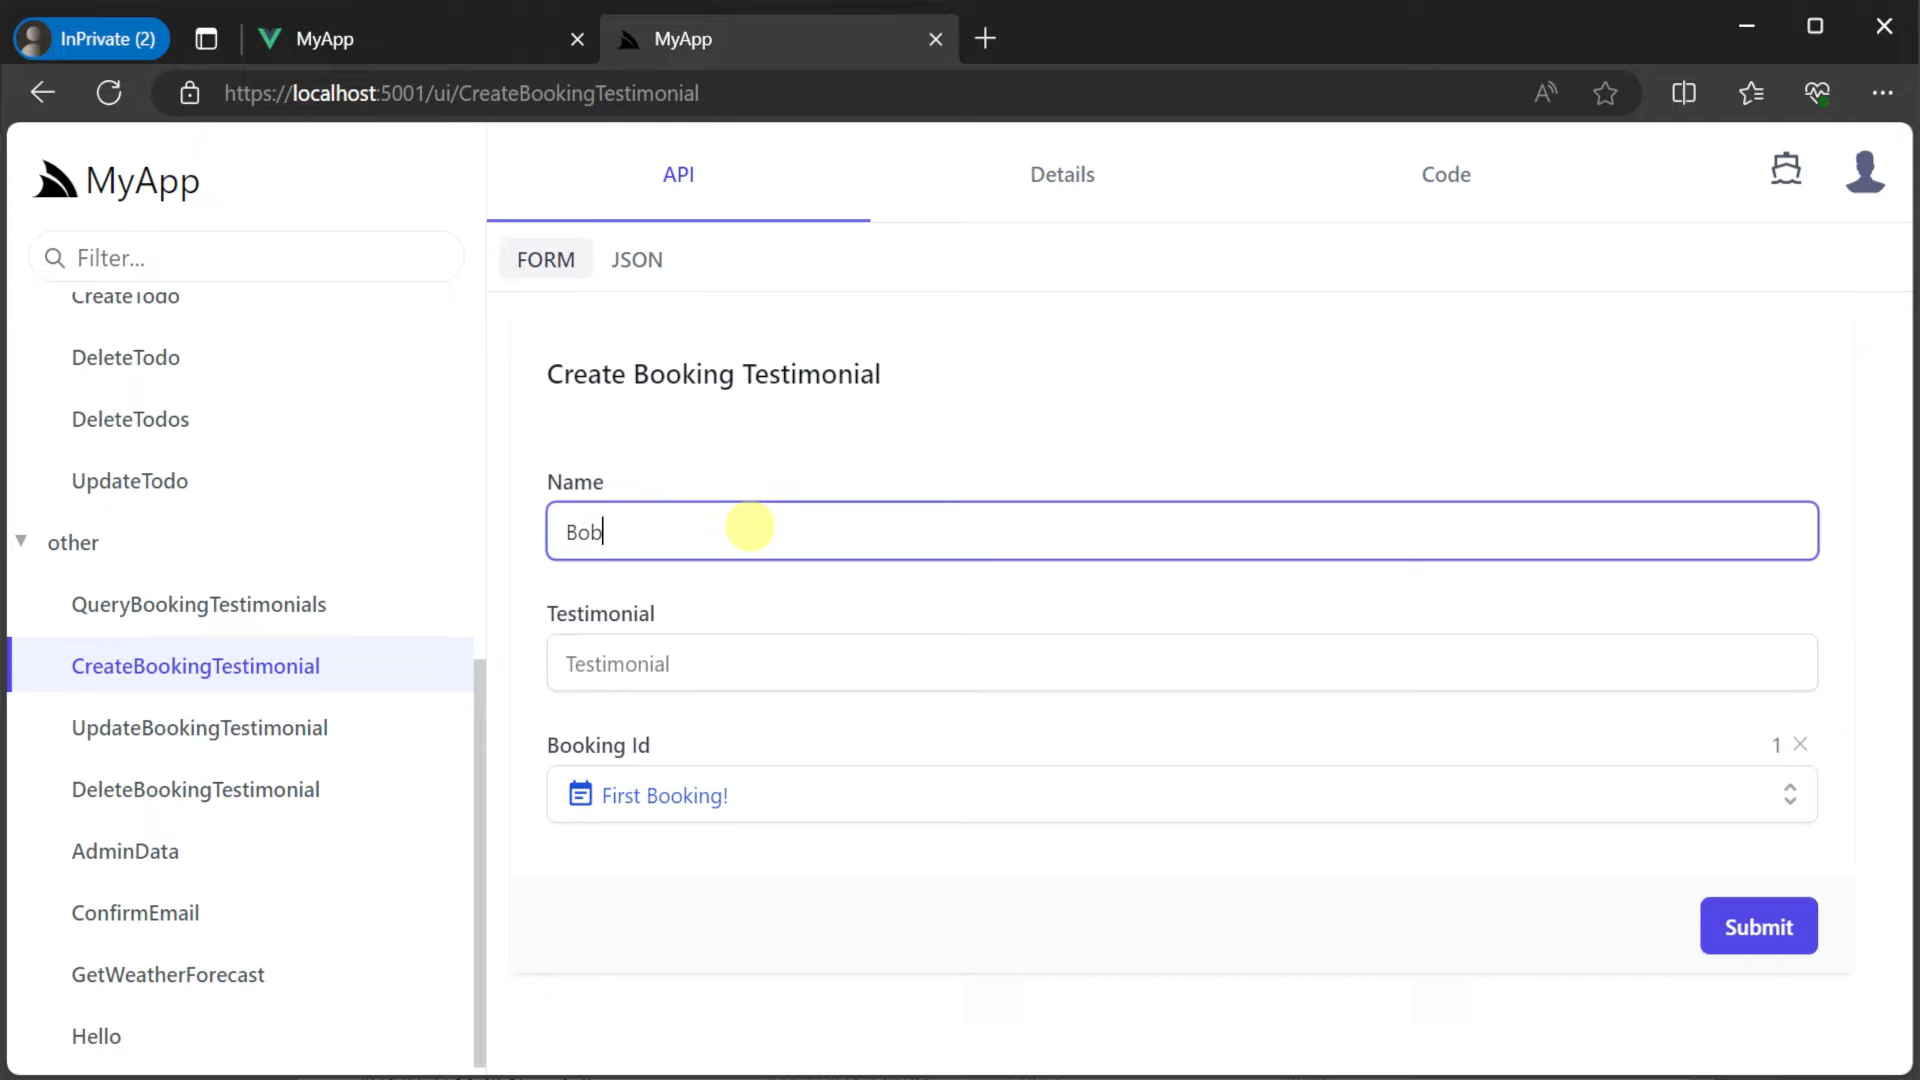 InPrivate (2)
MyApp
MyApp
https://localhost:5001/ui/CreateBookingTestimonial
MyApp
API
Details
Code
Filter...
FORM
JSON
CreateTodo
DeleteTodo
DeleteTodos
UpdateTodo
other
QueryBookingTestimonials
CreateBookingTestimonial
UpdateBookingTestimonial
DeleteBookingTestimonial
AdminData
ConfirmEmail
GetWeatherForecast
Hello
Create Booking Testimonial
Name
Bob
Testimonial
Testimonial
Booking Id
1
First Booking!
Submit